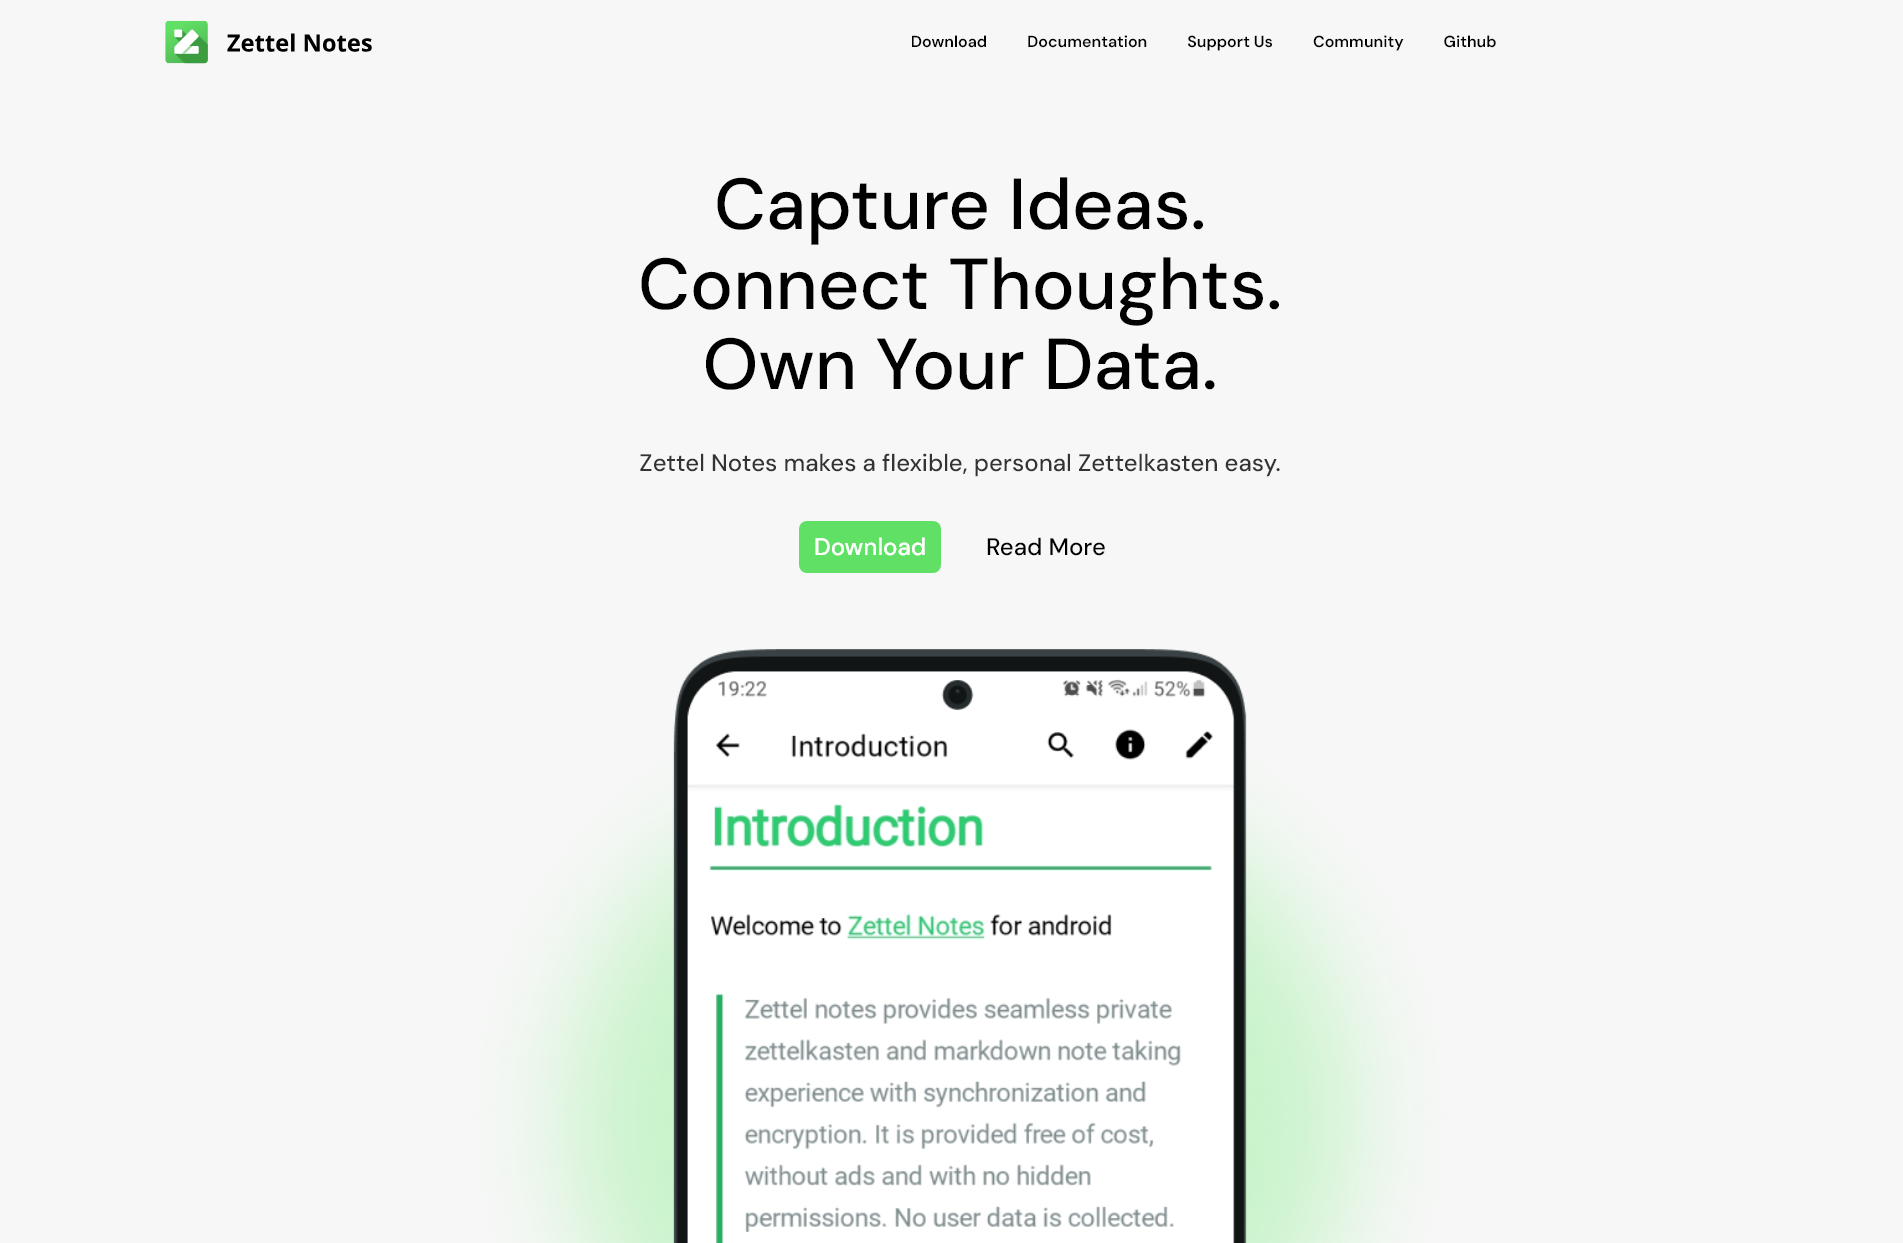 Zettel Notes
Download Documentation Support Us Community Github
Capture Ideas.
Connect Thoughts.
Own Your Data.
Zettel Notes makes a flexible, personal Zettelkasten easy.
Download Read More
19:22 52%
Introduction
Introduction
Welcome to Zettel Notes for android
Zettel notes provides seamless private
zettelkasten and markdown note taking
experience with synchronization and
encryption. It is provided free of cost,
without ads and with no hidden
permissions. No user data is collected.